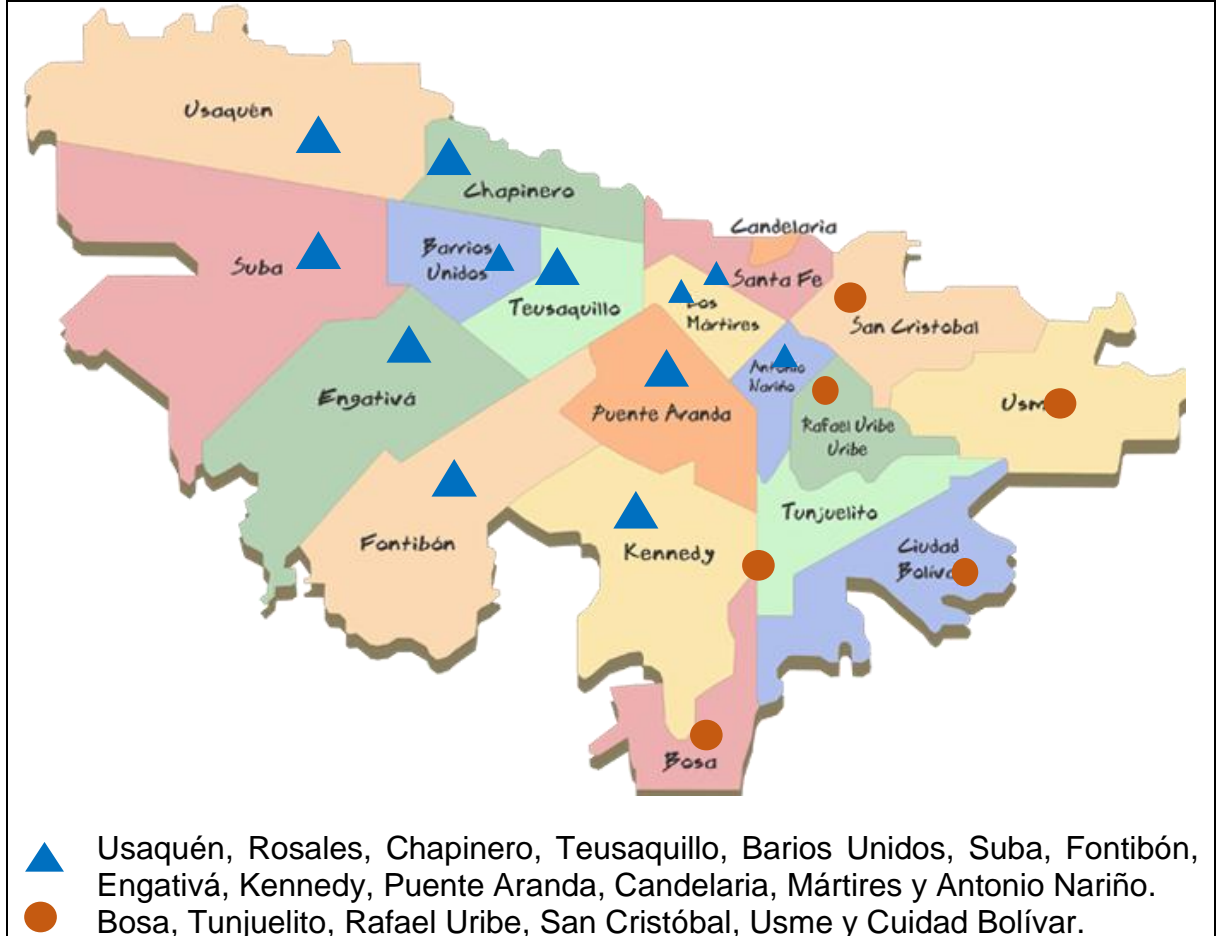 Usaquén
Chapinero
Candelaria
Barrios
Unidos
Suba
Santa Fe
Teusaquillo
Los
Mártires
San Cristobal
Antonio
Nariño
Engativá
Puente Aranda
Usm
Rafael Uribe
Uribe
Tunjuelito
Fontibón
Kennedy
Ciudad
Bolíva
Bosa
Usaquén, Rosales, Chapinero, Teusaquillo, Barios Unidos, Suba, Fontibón,
Engativá, Kennedy, Puente Aranda, Candelaria, Mártires y Antonio Nariño.
Bosa, Tunjuelito, Rafael Uribe, San Cristóbal, Usme y Cuidad Bolívar.